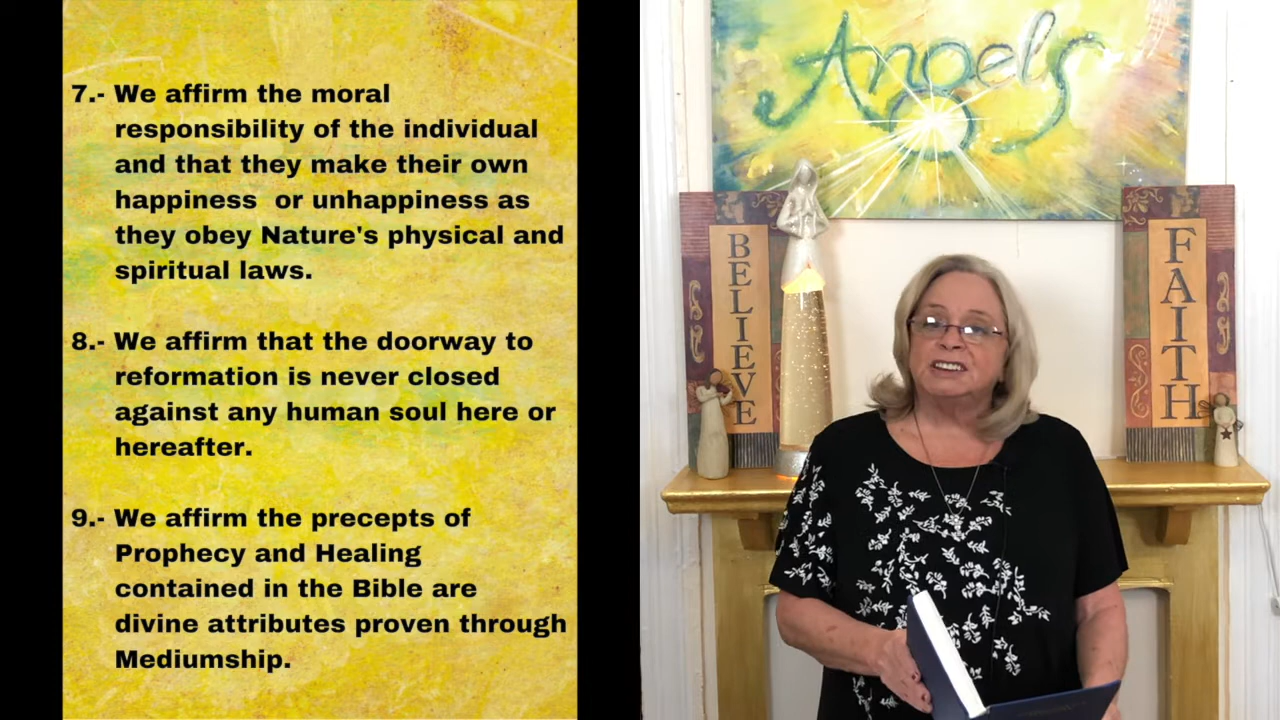 7.- We affirm the moral
responsibility of the individual
and that they make their own
happiness or unhappiness as
they obey Nature's physical and
spiritual laws.
8.- We affirm that the doorway to
reformation is never closed
against any human soul here or
hereafter.
9.- We affirm the precepts of
Prophecy and Healing
contained in the Bible are
divine attributes proven through
Mediumship.
Angels
BELIEVE
FAITH